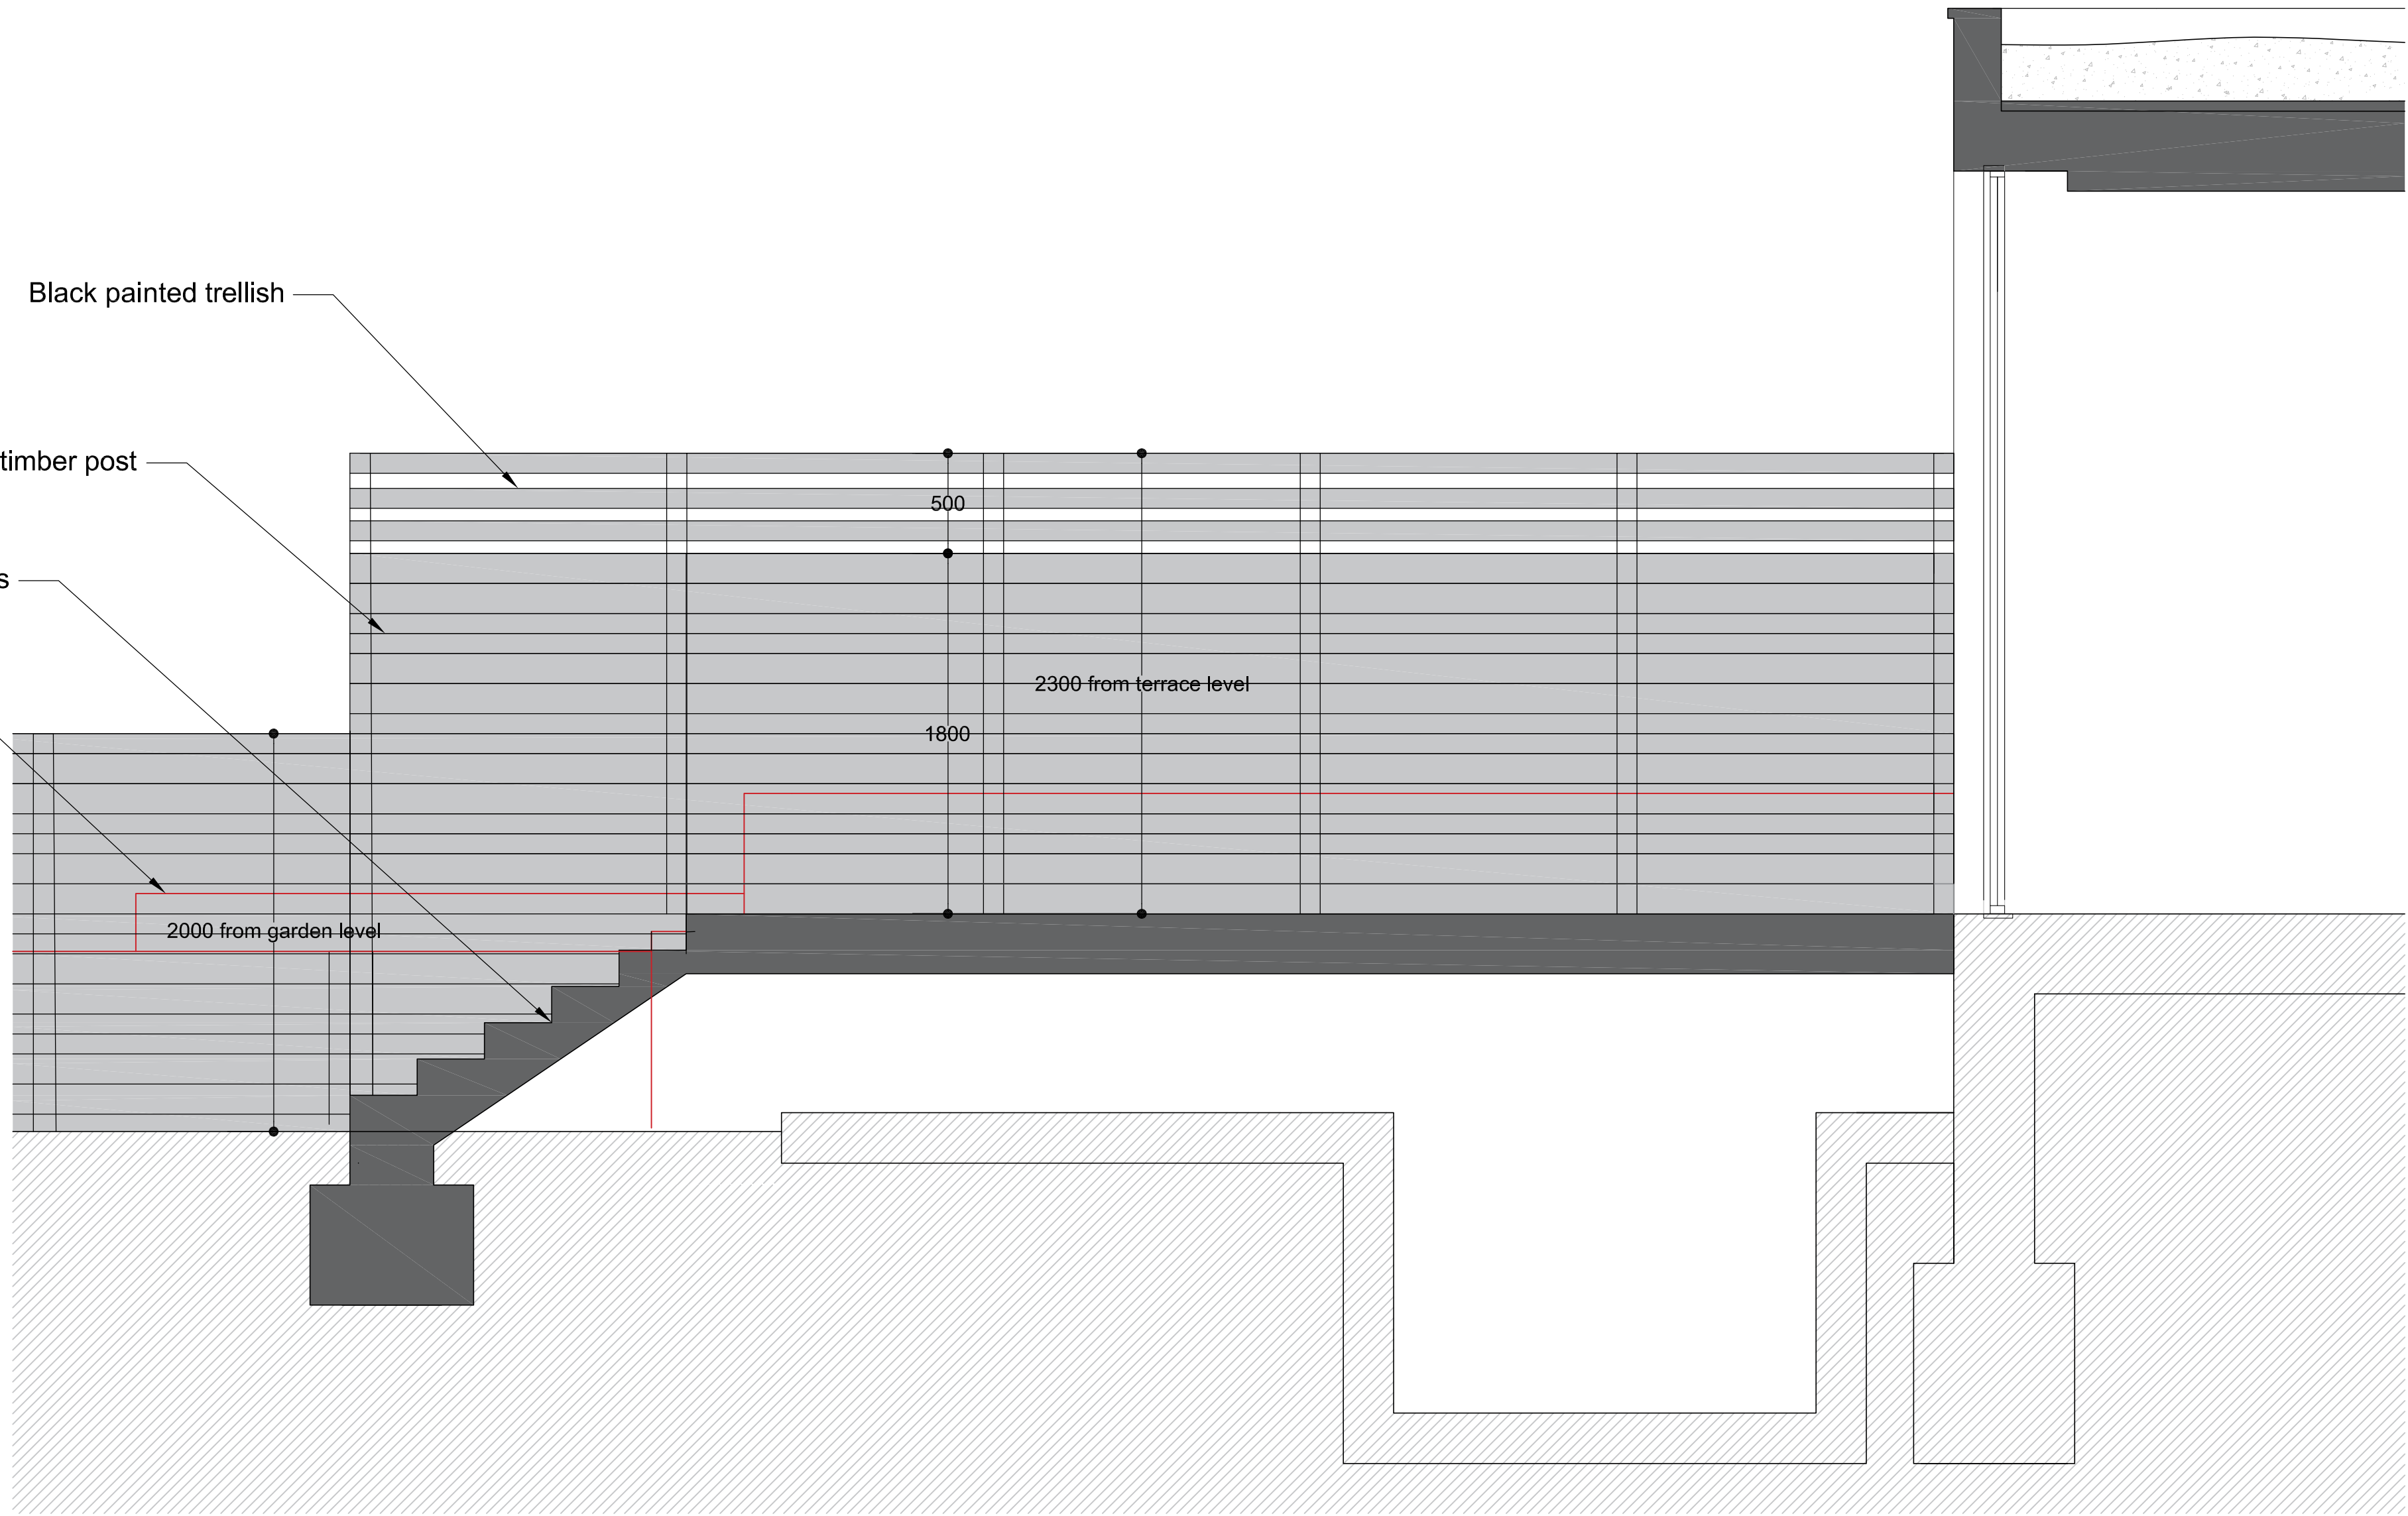 Black painted trellish
timber post
s
500
2300 from terrace level
1800
2000 from garden level